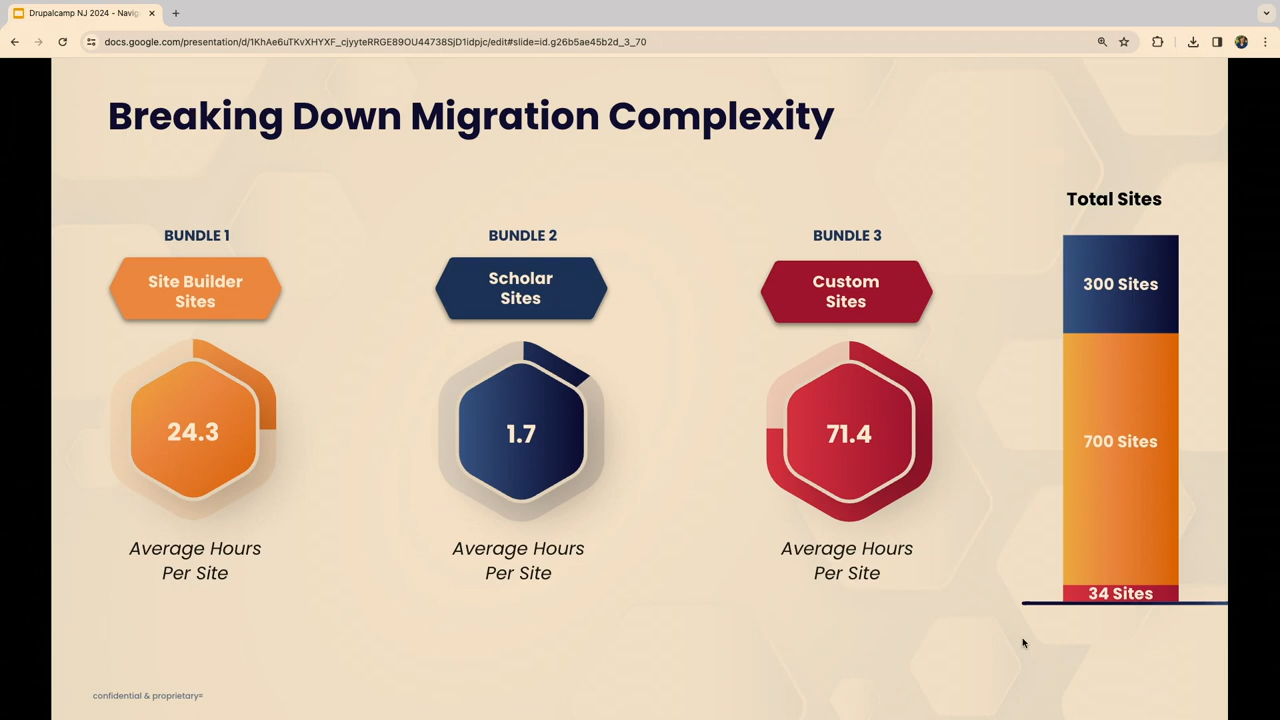 Drupalcamp NJ 2024 - Navig
docs.google.com/presentation/d/1KhAe6uTKvXHYXF_cjyyteRRGE89OU44738SjD1idpjc/edit#slide=id.g26b5ae45b2d_3_70
Breaking Down Migration Complexity
BUNDLE 1
Site Builder
Sites
24.3
Average Hours
Per Site
BUNDLE 2
Scholar
Sites
1.7
Average Hours
Per Site
BUNDLE 3
Custom
Sites
71.4
Average Hours
Per Site
Total Sites
300 Sites
700 Sites
34 Sites
confidential & proprietary=